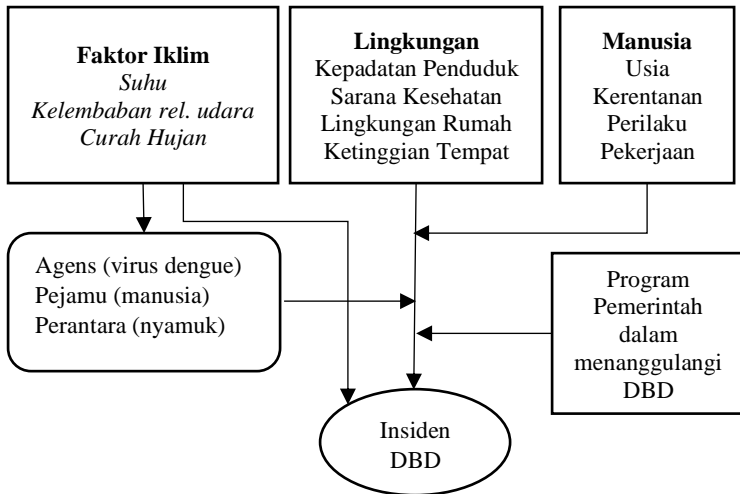 Faktor Iklim
Suhu
Kelembaban rel. udara
Curah Hujan
Lingkungan
Kepadatan Penduduk
Sarana Kesehatan
Lingkungan Rumah
Ketinggian Tempat
Manusia
Usia
Kerentanan
Perilaku
Pekerjaan
Agens (virus dengue)
Pejamu (manusia)
Perantara (nyamuk)
Program
Pemerintah
dalam
menanggulangi
DBD
Insiden
DBD